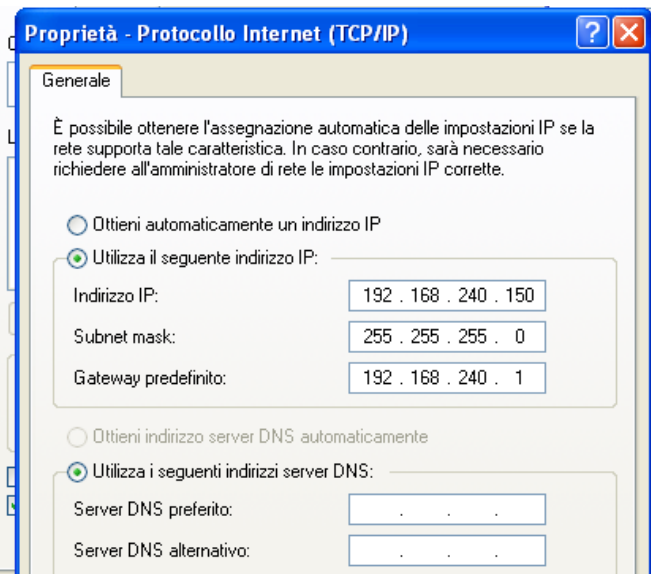 Proprietà - Protocollo Internet (TCP/IP)
Generale
È possibile ottenere l'assegnazione automatica delle impostazioni IP se la
rete supporta tale caratteristica. In caso contrario, sarà necessario
richiedere all'amministratore di rete le impostazioni IP corrette.
Ottieni automaticamente un indirizzo IP
Utilizza il seguente indirizzo IP:
Indirizzo IP: 192 . 168 . 240 . 150
Subnet mask: 255 . 255 . 255 . 0
Gateway predefinito: 192 . 168 . 240 . 1
Ottieni indirizzo server DNS automaticamente
Utilizza i seguenti indirizzi server DNS:
Server DNS preferito: . . .
Server DNS alternativo: . . .